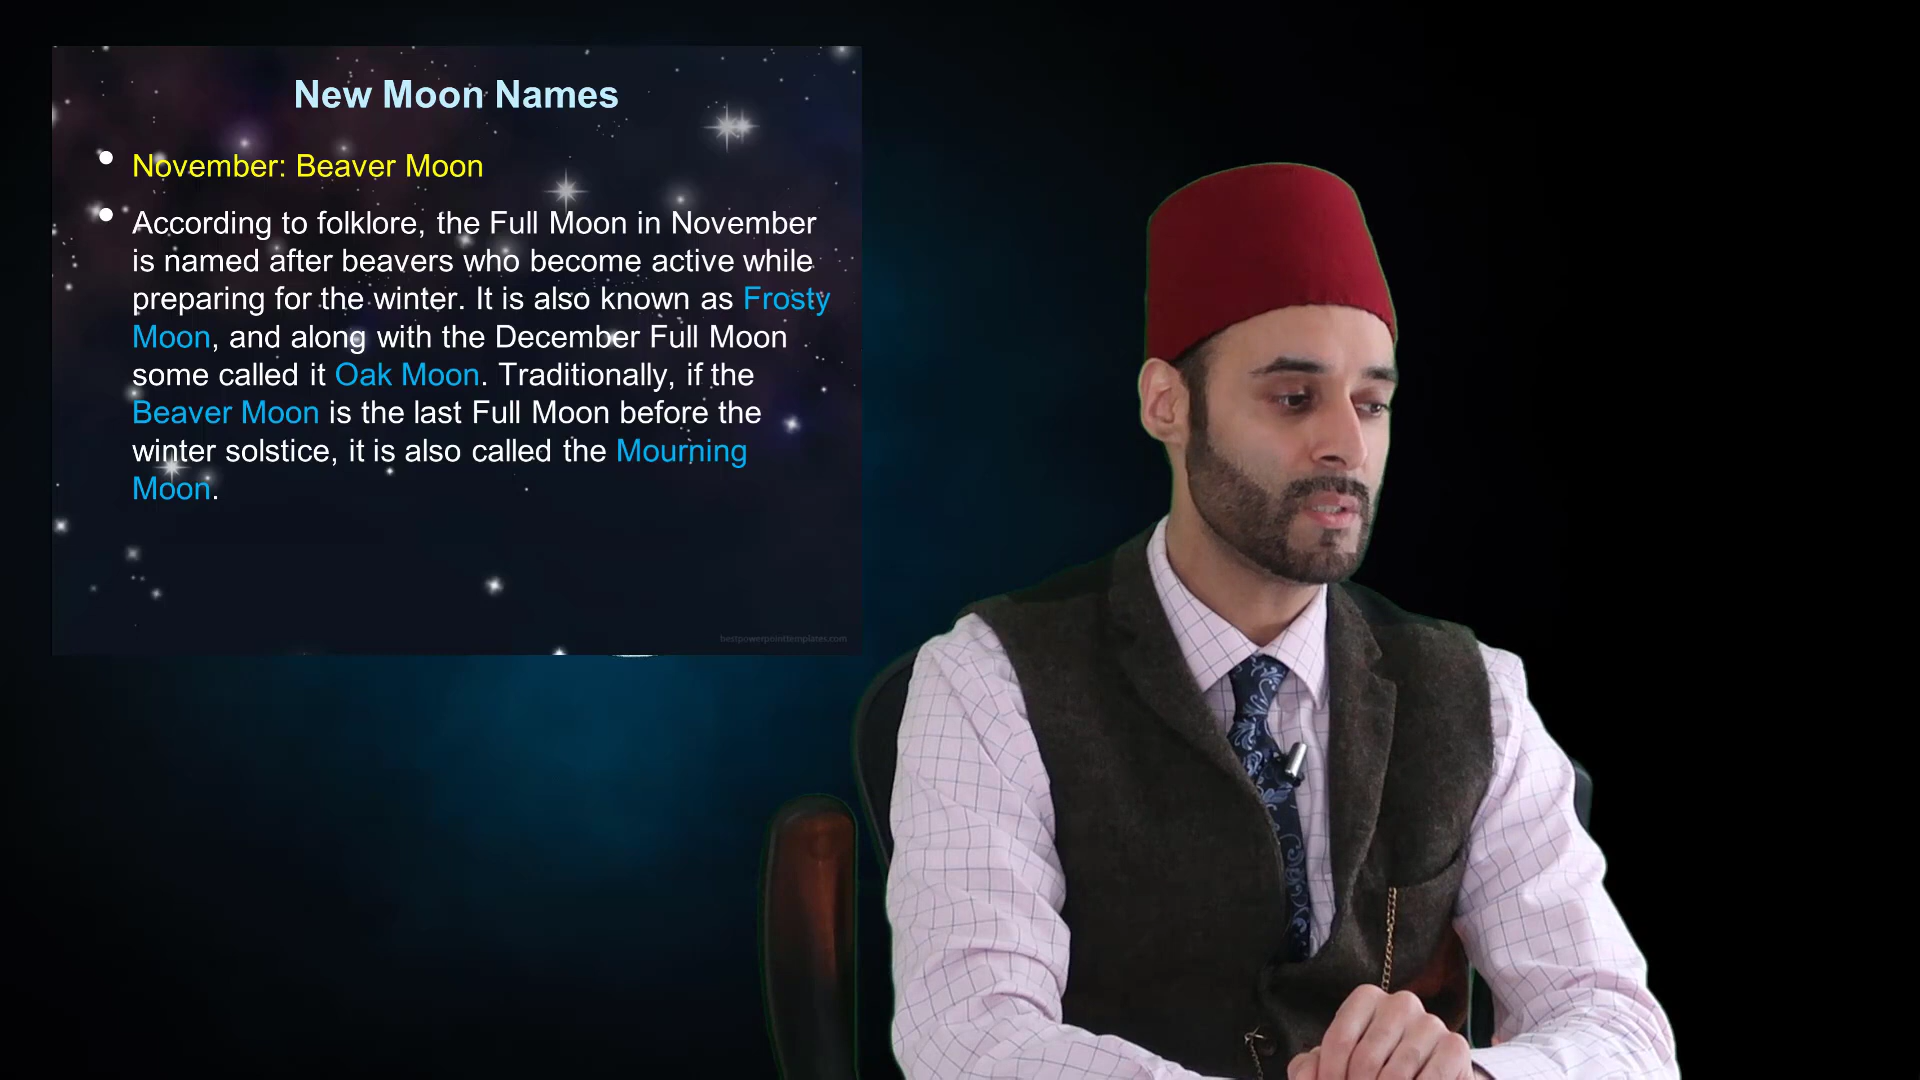 New Moon Names
• November: Beaver Moon
• According to folklore, the Full Moon in November
is named after beavers who become active while
preparing for the winter. It is also known as Frosty
Moon, and along with the December Full Moon
some called it Oak Moon. Traditionally, if the
Beaver Moon is the last Full Moon before the
winter solstice, it is also called the Mourning
Moon.
bestpowerpointtemplates.com